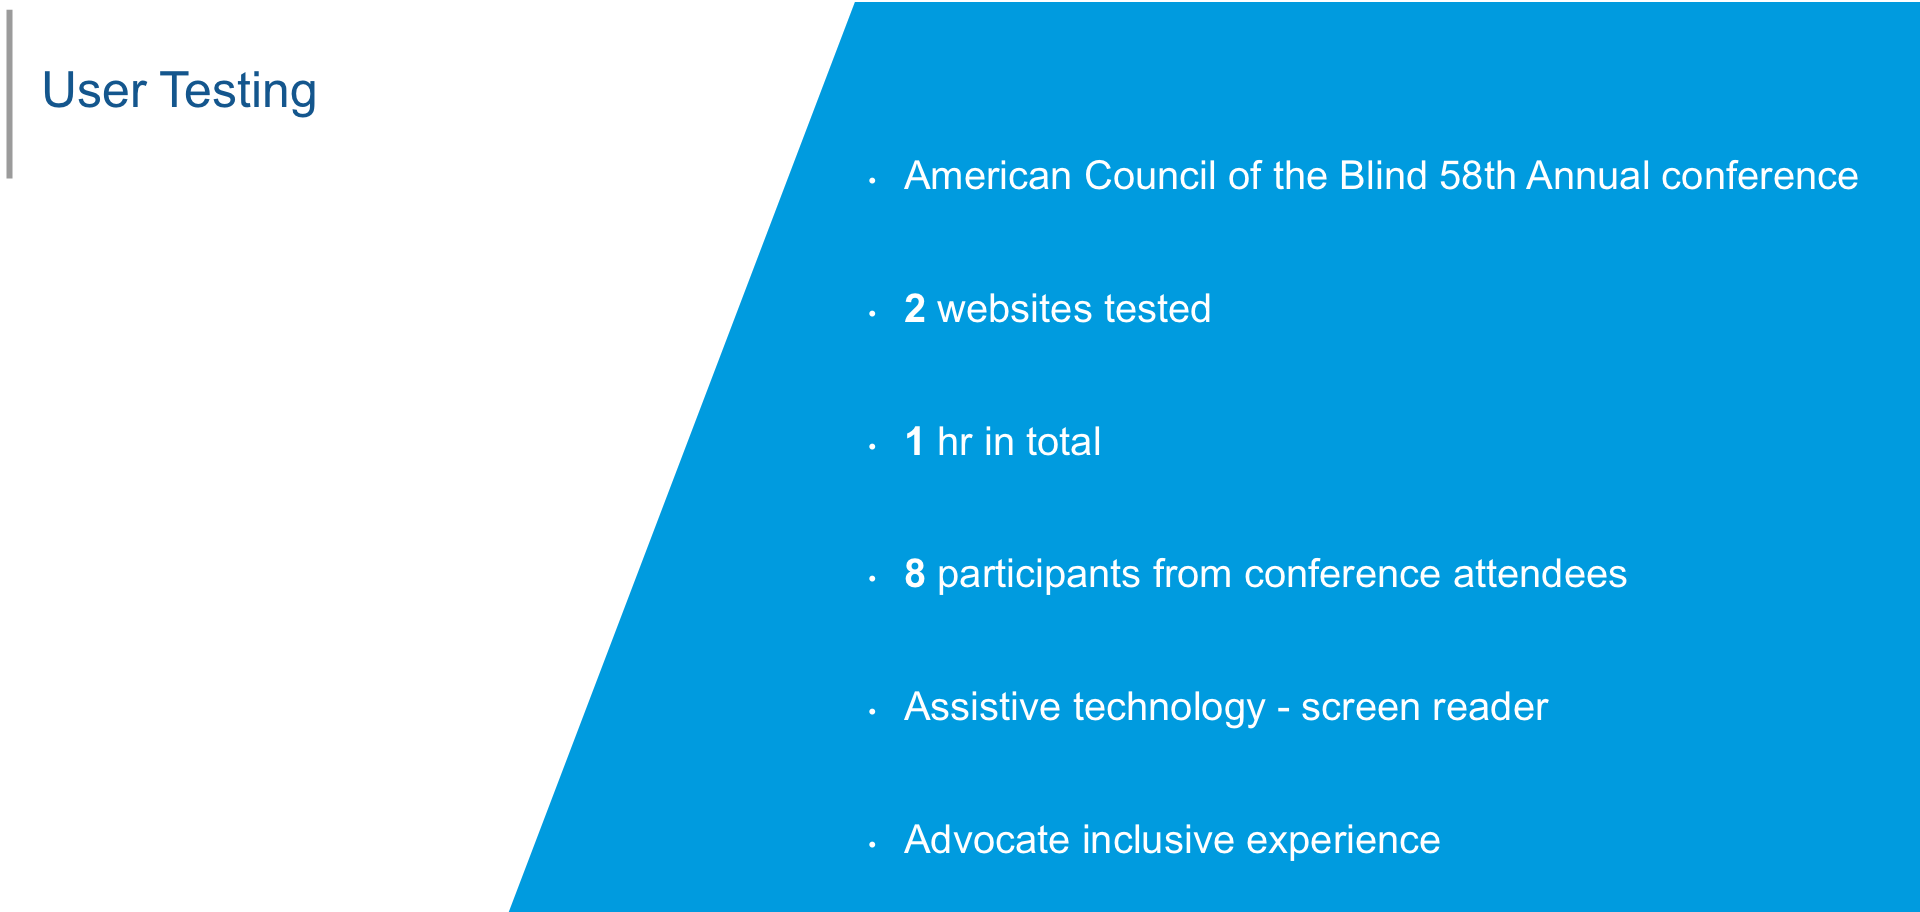 User Testing
• American Council of the Blind 58th Annual conference
• 2 websites tested
• 1 hr in total
• 8 participants from conference attendees
• Assistive technology - screen reader
• Advocate inclusive experience